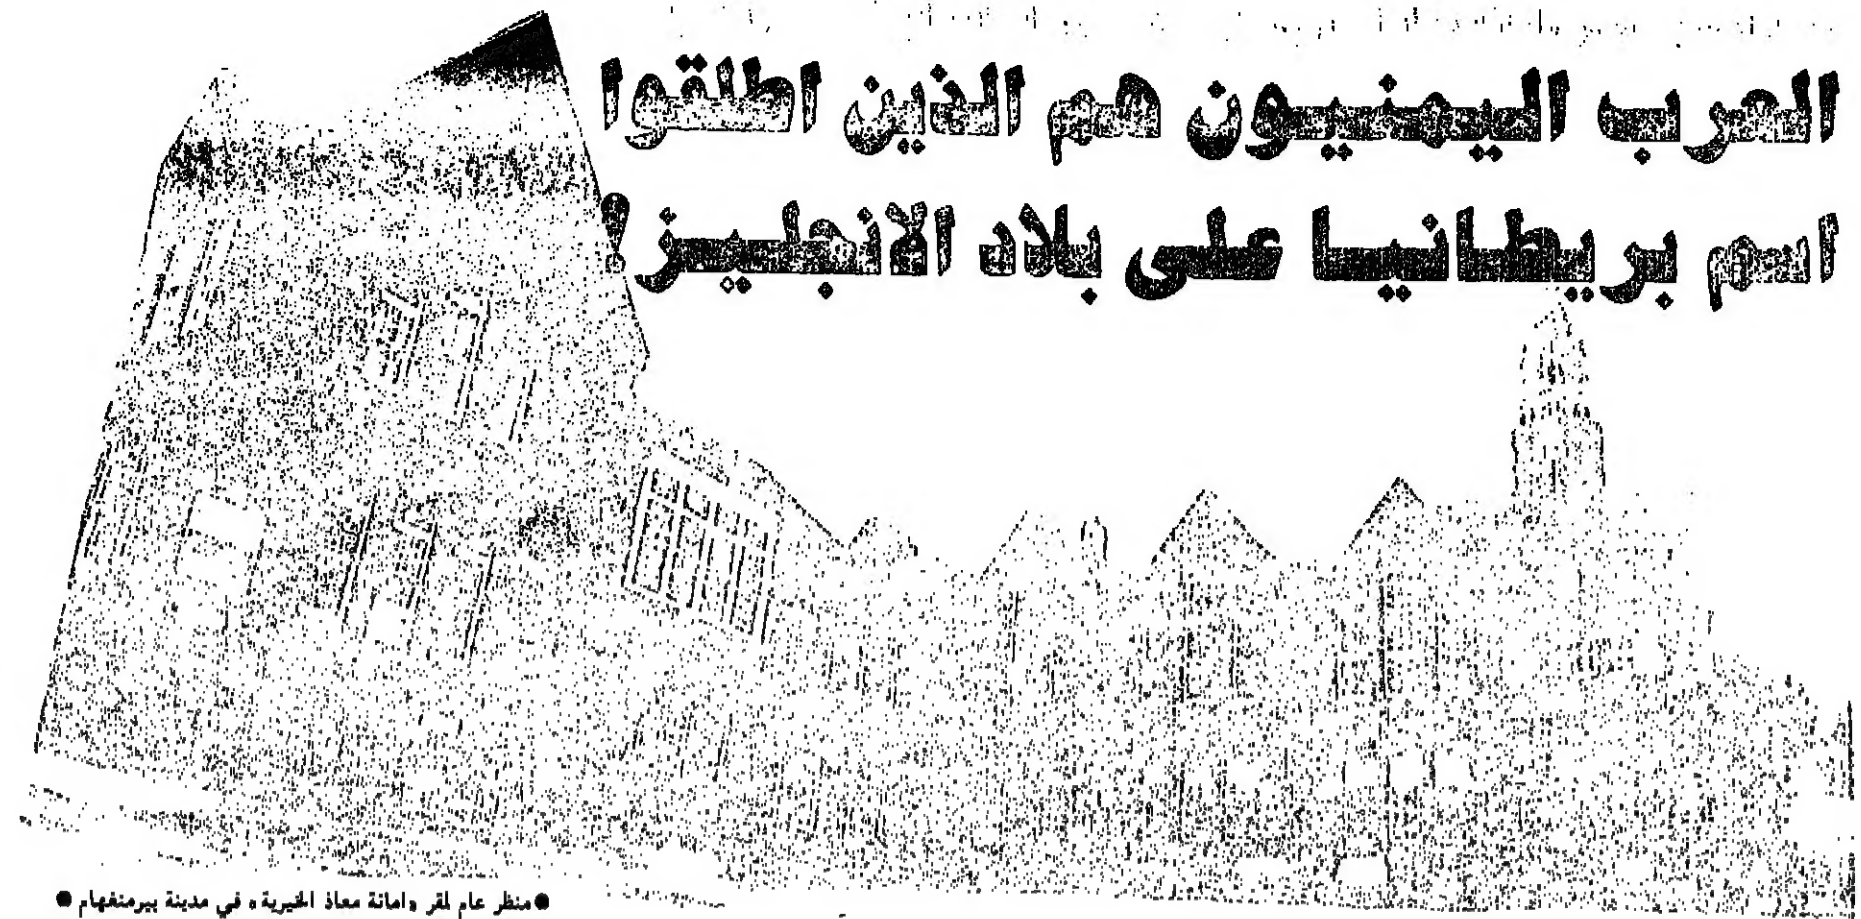 العرب اليمنيون هم الذين اطلقوا
اسم بريطانيا على بلاد الانجليز!
●منظر عام لمقر «امانة معاذ الخيرية» في مدينة بيرمنغهام ●